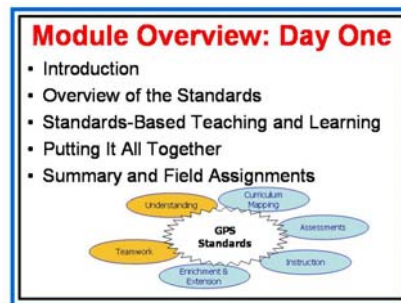 Module Overview: Day One
• Introduction
• Overview of the Standards
• Standards-Based Teaching and Learning
• Putting It All Together
• Summary and Field Assignments
Understanding
Curriculum
Mapping
Assessments
GPS
Standards
Teamwork
Instruction
Enrichment &
Extension